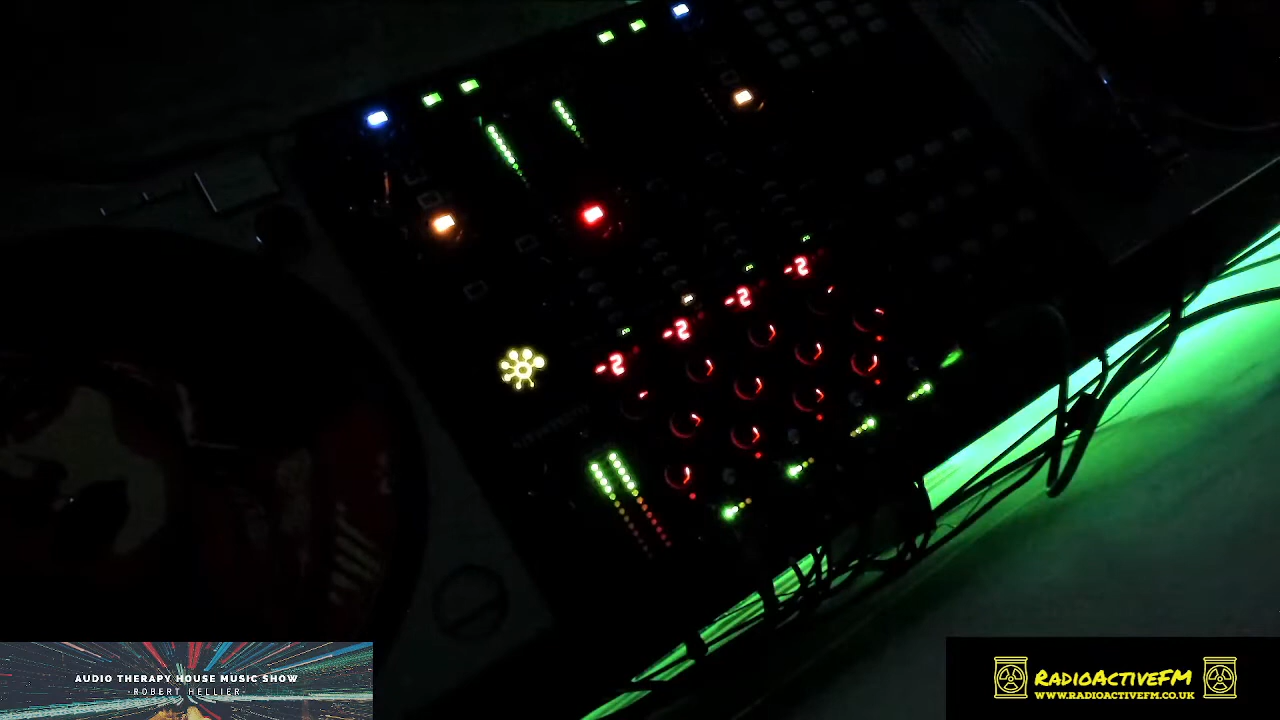 -2
-2
-2
-2
AUDIO THERAPY HOUSE MUSIC SHOW
-ROBERT HELLIER-
RADIOACTIVEFM
WWW.RADIOACTIVEFM.CO.UK